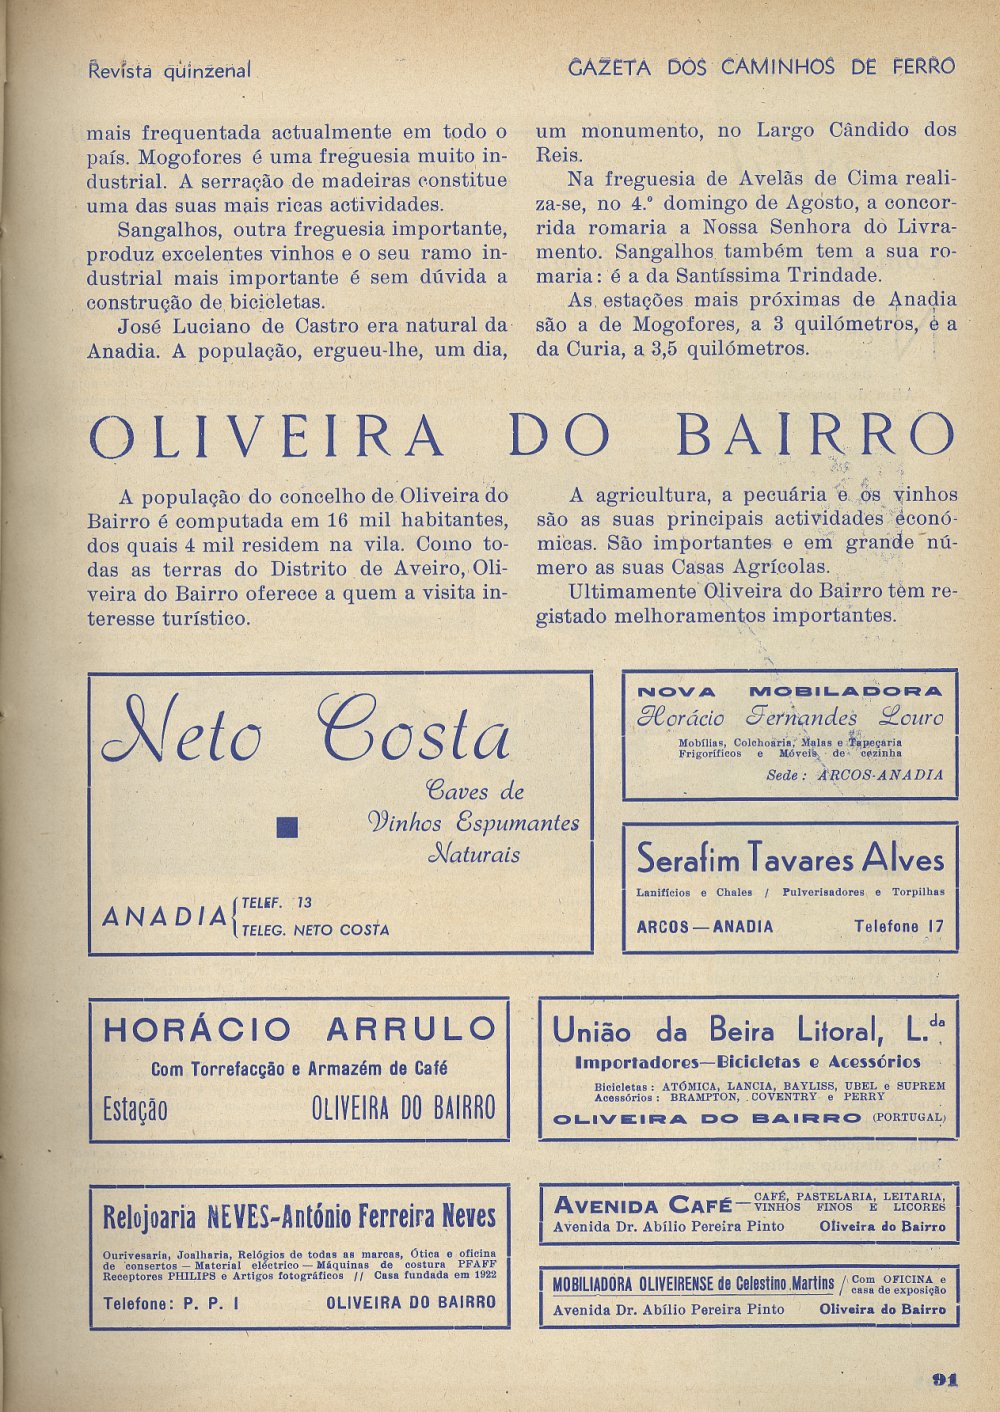 Revista quinzenal
GAZETA DOS CAMINHOS DE FERRO
mais frequentada actualmente em todo o
país. Mogofores é uma freguesia muito in-
dustrial. A serração de madeiras constitue
uma das suas mais ricas actividades.
Sangalhos, outra freguesia importante,
produz excelentes vinhos e o seu ramo in-
dustrial mais importante é sem dúvida a
construção de bicicletas.
José Luciano de Castro era natural da
Anadia. A população, ergueu-lhe, um dia,
um monumento, no Largo Cândido dos
Reis.
Na freguesia de Avelãs de Cima reali-
za-se, no 4.º domingo de Agosto, a concor-
rida romaria a Nossa Senhora do Livra-
mento. Sangalhos também tem a sua ro-
maria: é a da Santíssima Trindade.
As estações mais próximas de Anadia
são a de Mogofores, a 3 quilómetros, e a
da Curia, a 3,5 quilómetros.
OLIVEIRA DO BAIRRO
A população do concelho de Oliveira do
Bairro é computada em 16 mil habitantes,
dos quais 4 mil residem na vila. Como to-
das as terras do Distrito de Aveiro, Oli-
veira do Bairro oferece a quem a visita in-
teresse turístico.
A agricultura, a pecuária e os vinhos
são as suas principais actividades econó-
micas. São importantes e em grande nú-
mero as suas Casas Agrícolas.
Ultimamente Oliveira do Bairro têm re-
gistado melhoramentos importantes.
Neto Costa
Caves de
Vinhos Espumantes
Naturais
ANADIA
TELEF. 13
TELEG. NETO COSTA
NOVA MOBILADORA
Horácio Fernandes Louro
Mobílias, Colchoaria, Malas e Tapeçaria
Frigoríficos e Móveis de cozinha
Sede: ARCOS-ANADIA
Serafim Tavares Alves
Lanifícios e Chales / Pulverisadores e Torpilhas
ARCOS—ANADIA Telefone 17
HORÁCIO ARRULO
Com Torrefacção e Armazém de Café
Estação OLIVEIRA DO BAIRRO
União da Beira Litoral, L.da
Importadores—Bicicletas e Acessórios
Bicicletas: ATÓMICA, LANCIA, BAYLISS, UBEL e SUPREM
Acessórios: BRAMPTON, COVENTRY e PERRY
OLIVEIRA DO BAIRRO (PORTUGAL)
Relojoaria NEVES-António Ferreira Neves
Ourivesaria, Joalharia, Relógios de todas as marcas, Ótica e oficina
de consertos — Material eléctrico — Máquinas de costura PFAFF
Receptores PHILIPS e Artigos fotográficos // Casa fundada em 1922
Telefone: P. P. 1 OLIVEIRA DO BAIRRO
AVENIDA CAFÉ — CAFÉ, PASTELARIA, LEITARIA,
VINHOS FINOS E LICORES
Avenida Dr. Abílio Pereira Pinto Oliveira do Bairro
MOBILIADORA OLIVEIRENSE de Celestino Martins / Com OFICINA e
casa de exposição
Avenida Dr. Abílio Pereira Pinto Oliveira do Bairro
91